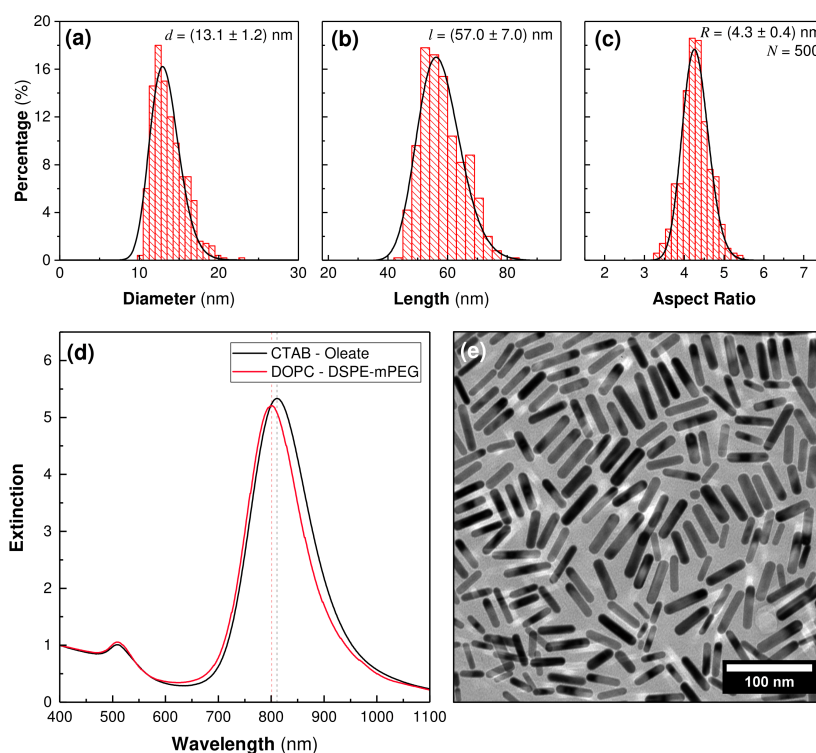 (a)
d = (13.1 ± 1.2) nm
(b)
l = (57.0 ± 7.0) nm
(c)
R = (4.3 ± 0.4) nm
N = 500
20
16
12
8
4
0
Percentage (%)
0 10 20 30
20 40 60 80
2 3 4 5 6 7
Diameter (nm)
Length (nm)
Aspect Ratio
(d)
CTAB - Oleate
DOPC - DSPE-mPEG
6
5
4
3
2
1
0
Extinction
400 500 600 700 800 900 1000 1100
Wavelength (nm)
(e)
100 nm